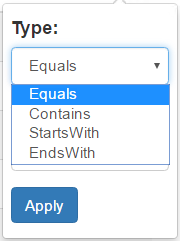 Type:
Equals
Equals
Contains
StartsWith
EndsWith
Apply